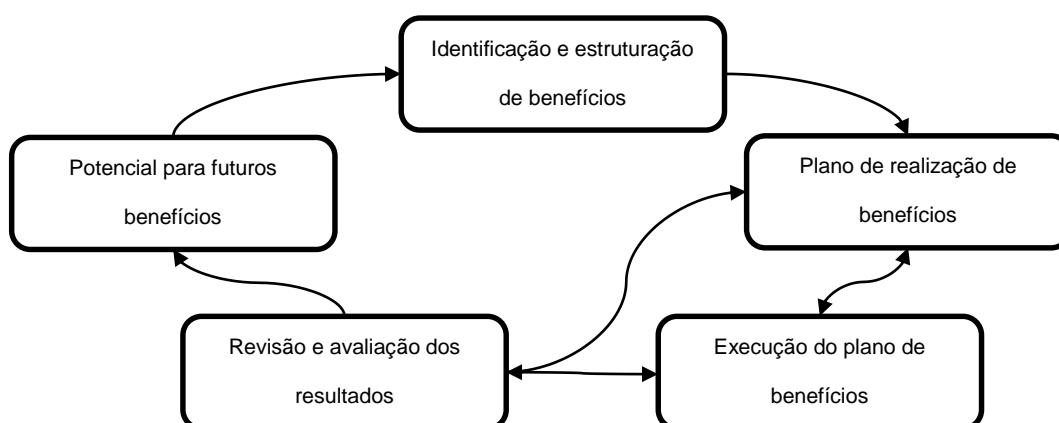 Identificação e estruturação
de benefícios
Potencial para futuros
benefícios
Plano de realização de
benefícios
Revisão e avaliação dos
resultados
Execução do plano de
benefícios